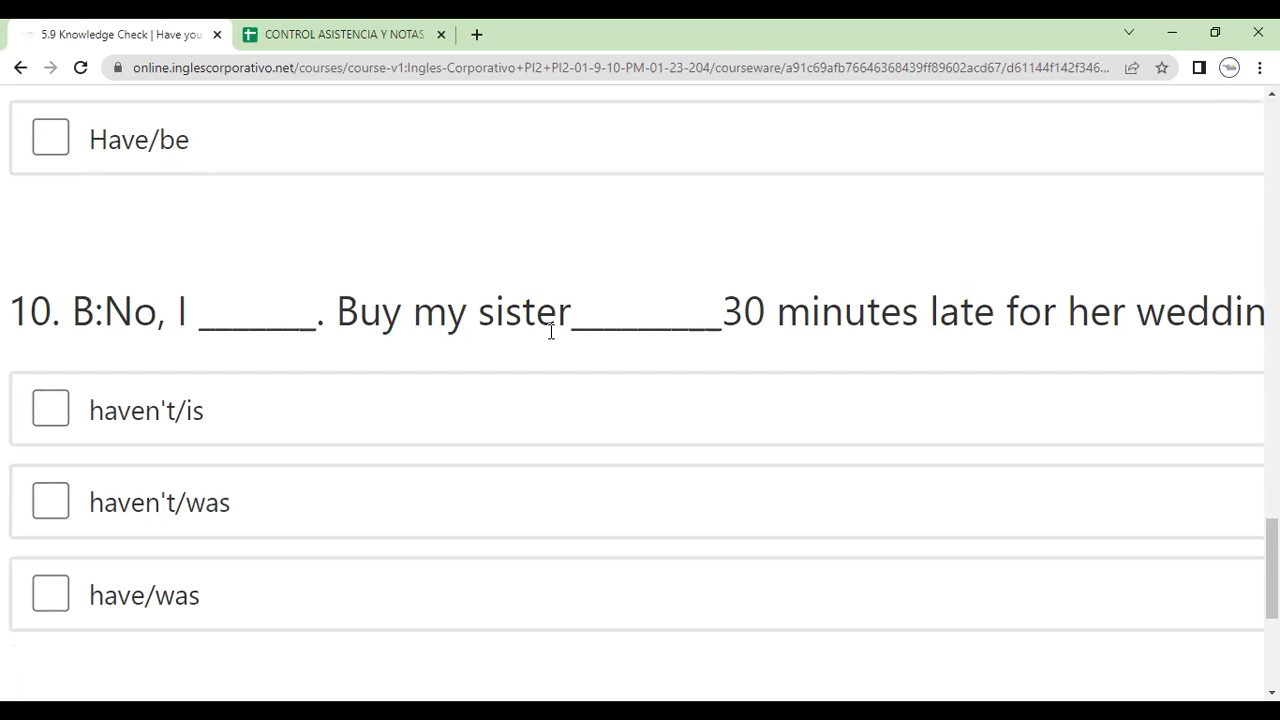 5.9 Knowledge Check | Have you
CONTROL ASISTENCIA Y NOTAS
online.inglescorporativo.net/courses/course-v1:Ingles-Corporativo+PI2+PI2-01-9-10-PM-01-23-204/courseware/a91c69afb76646368439ff89602acd67/d61144f142f346...
Have/be
10. B:No, I _______. Buy my sister_________30 minutes late for her weddin
haven't/is
haven't/was
have/was